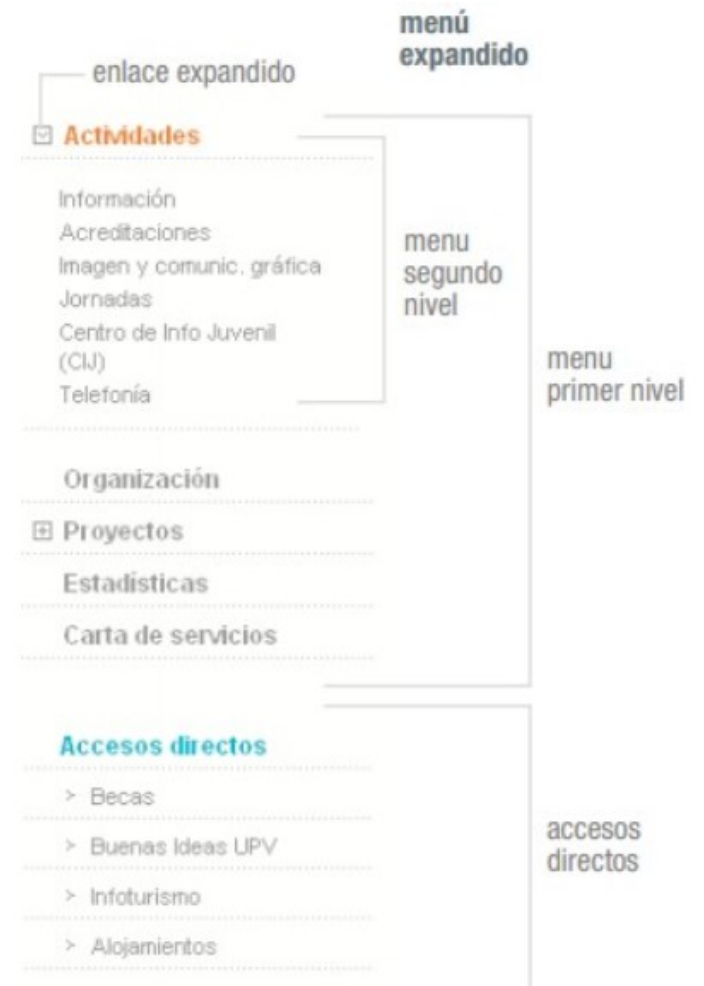 menú
expandido
enlace expandido
Actividades
Información
Acreditaciones
Imagen y comunic. gráfica
Jornadas
Centro de Info Juvenil
(CIJ)
Telefonía
menu
segundo
nivel
menu
primer nivel
Organización
Proyectos
Estadísticas
Carta de servicios
Accesos directos
> Becas
> Buenas Ideas UPV
> Infoturismo
> Alojamientos
accesos
directos